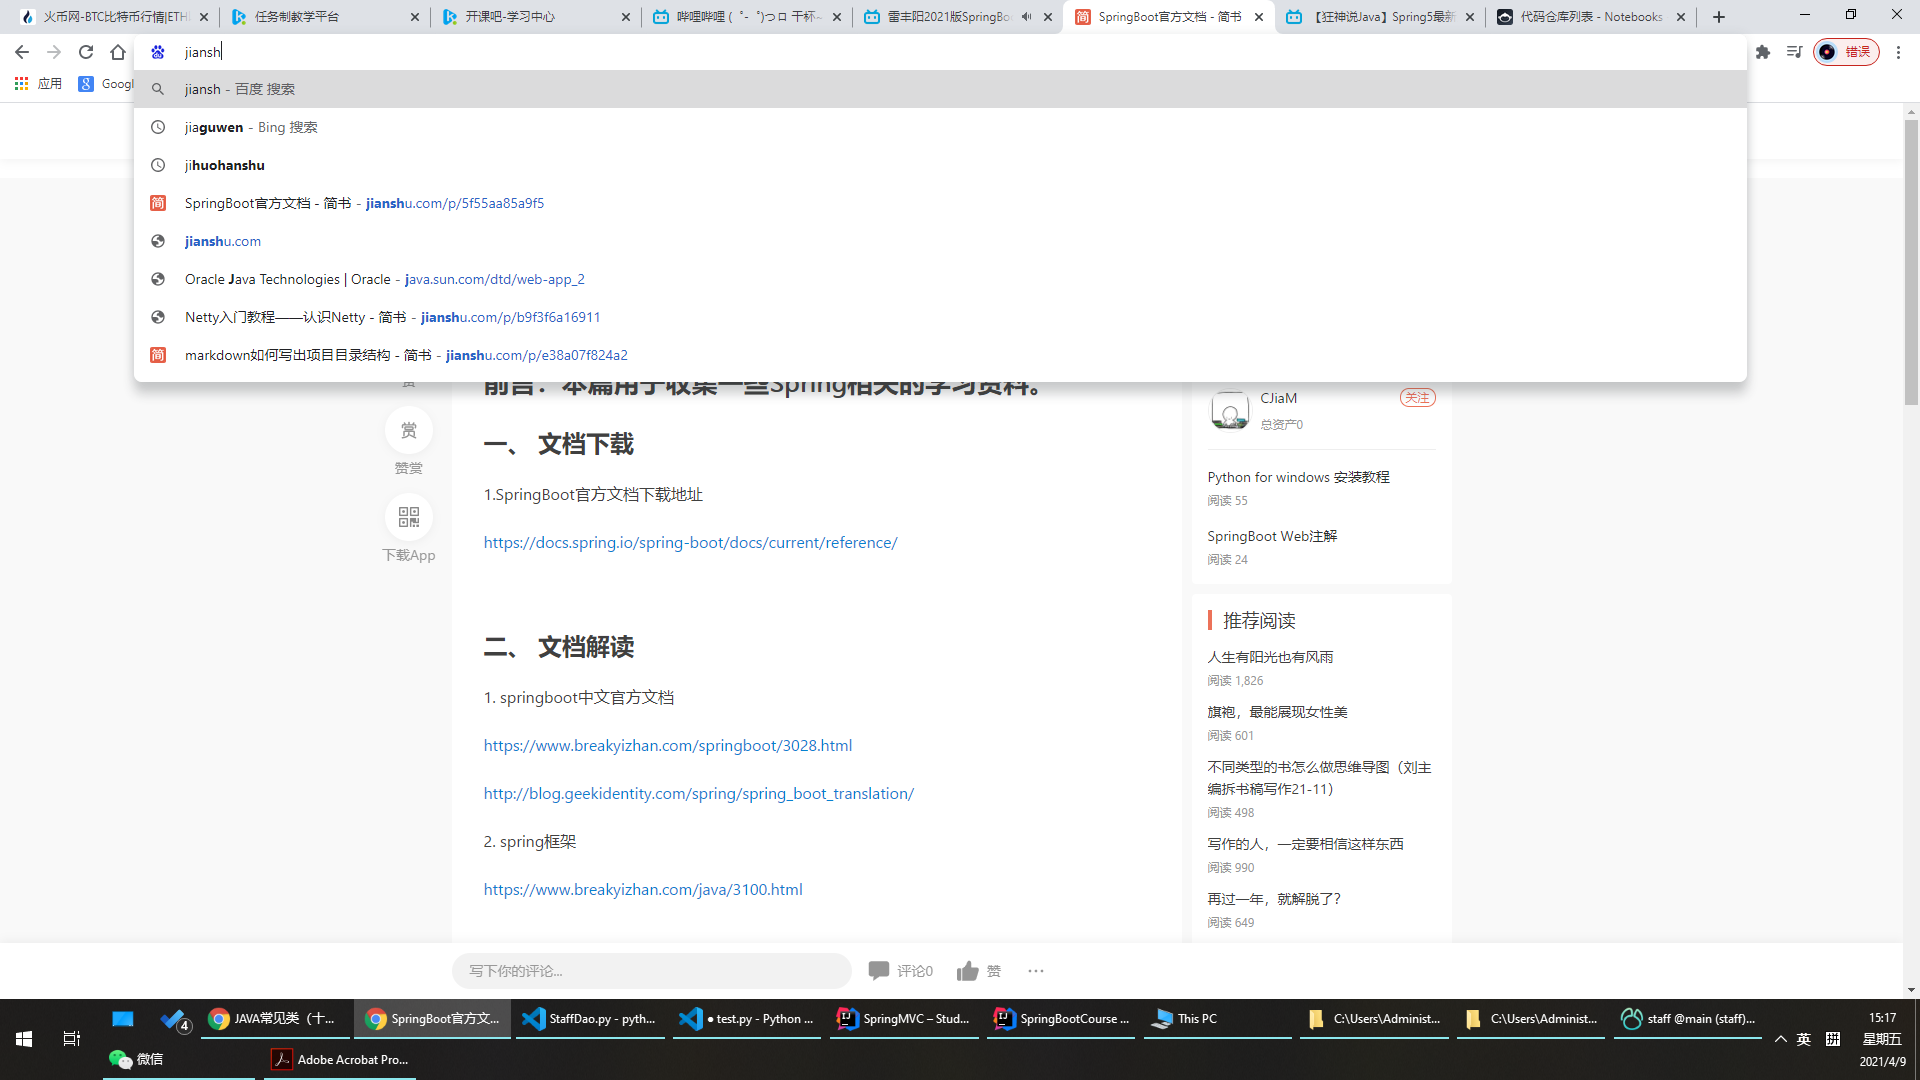 火币网-BTC比特币行情|ETH
任务制教学平台
开课吧-学习中心
哔哩哔哩 (゜-゜)つロ 干杯~
雷丰阳2021版SpringBo
SpringBoot官方文档 - 简书
【狂神说Java】Spring5最新
代码仓库列表 - Notebooks
jiansh
错误
应用
Googl
jiansh - 百度 搜索
jiaguwen - Bing 搜索
jihuohanshu
SpringBoot官方文档 - 简书 - jianshu.com/p/5f55aa85a9f5
jianshu.com
Oracle Java Technologies | Oracle - java.sun.com/dtd/web-app_2
Netty入门教程——认识Netty - 简书 - jianshu.com/p/b9f3f6a16911
markdown如何写出项目目录结构 - 简书 - jianshu.com/p/e38a07f824a2
前言：本篇用于收集一些Spring相关的学习资料。
一、 文档下载
1.SpringBoot官方文档下载地址
https://docs.spring.io/spring-boot/docs/current/reference/
二、 文档解读
1. springboot中文官方文档
https://www.breakyizhan.com/springboot/3028.html
http://blog.geekidentity.com/spring/spring_boot_translation/
2. spring框架
https://www.breakyizhan.com/java/3100.html
赏
赞赏
下载App
CJiaM
关注
总资产0
Python for windows 安装教程
阅读 55
SpringBoot Web注解
阅读 24
推荐阅读
人生有阳光也有风雨
阅读 1,826
旗袍，最能展现女性美
阅读 601
不同类型的书怎么做思维导图（刘主
编拆书稿写作21-11）
阅读 498
写作的人，一定要相信这样东西
阅读 990
再过一年，就解脱了？
阅读 649
写下你的评论...
评论0
赞
4
JAVA常见类（十...
SpringBoot官方文...
StaffDao.py - pyth...
● test.py - Python ...
SpringMVC – Stud...
SpringBootCourse ...
This PC
C:\Users\Administ...
C:\Users\Administ...
staff @main (staff)...
微信
Adobe Acrobat Pro...
英
拼
15:17
星期五
2021/4/9